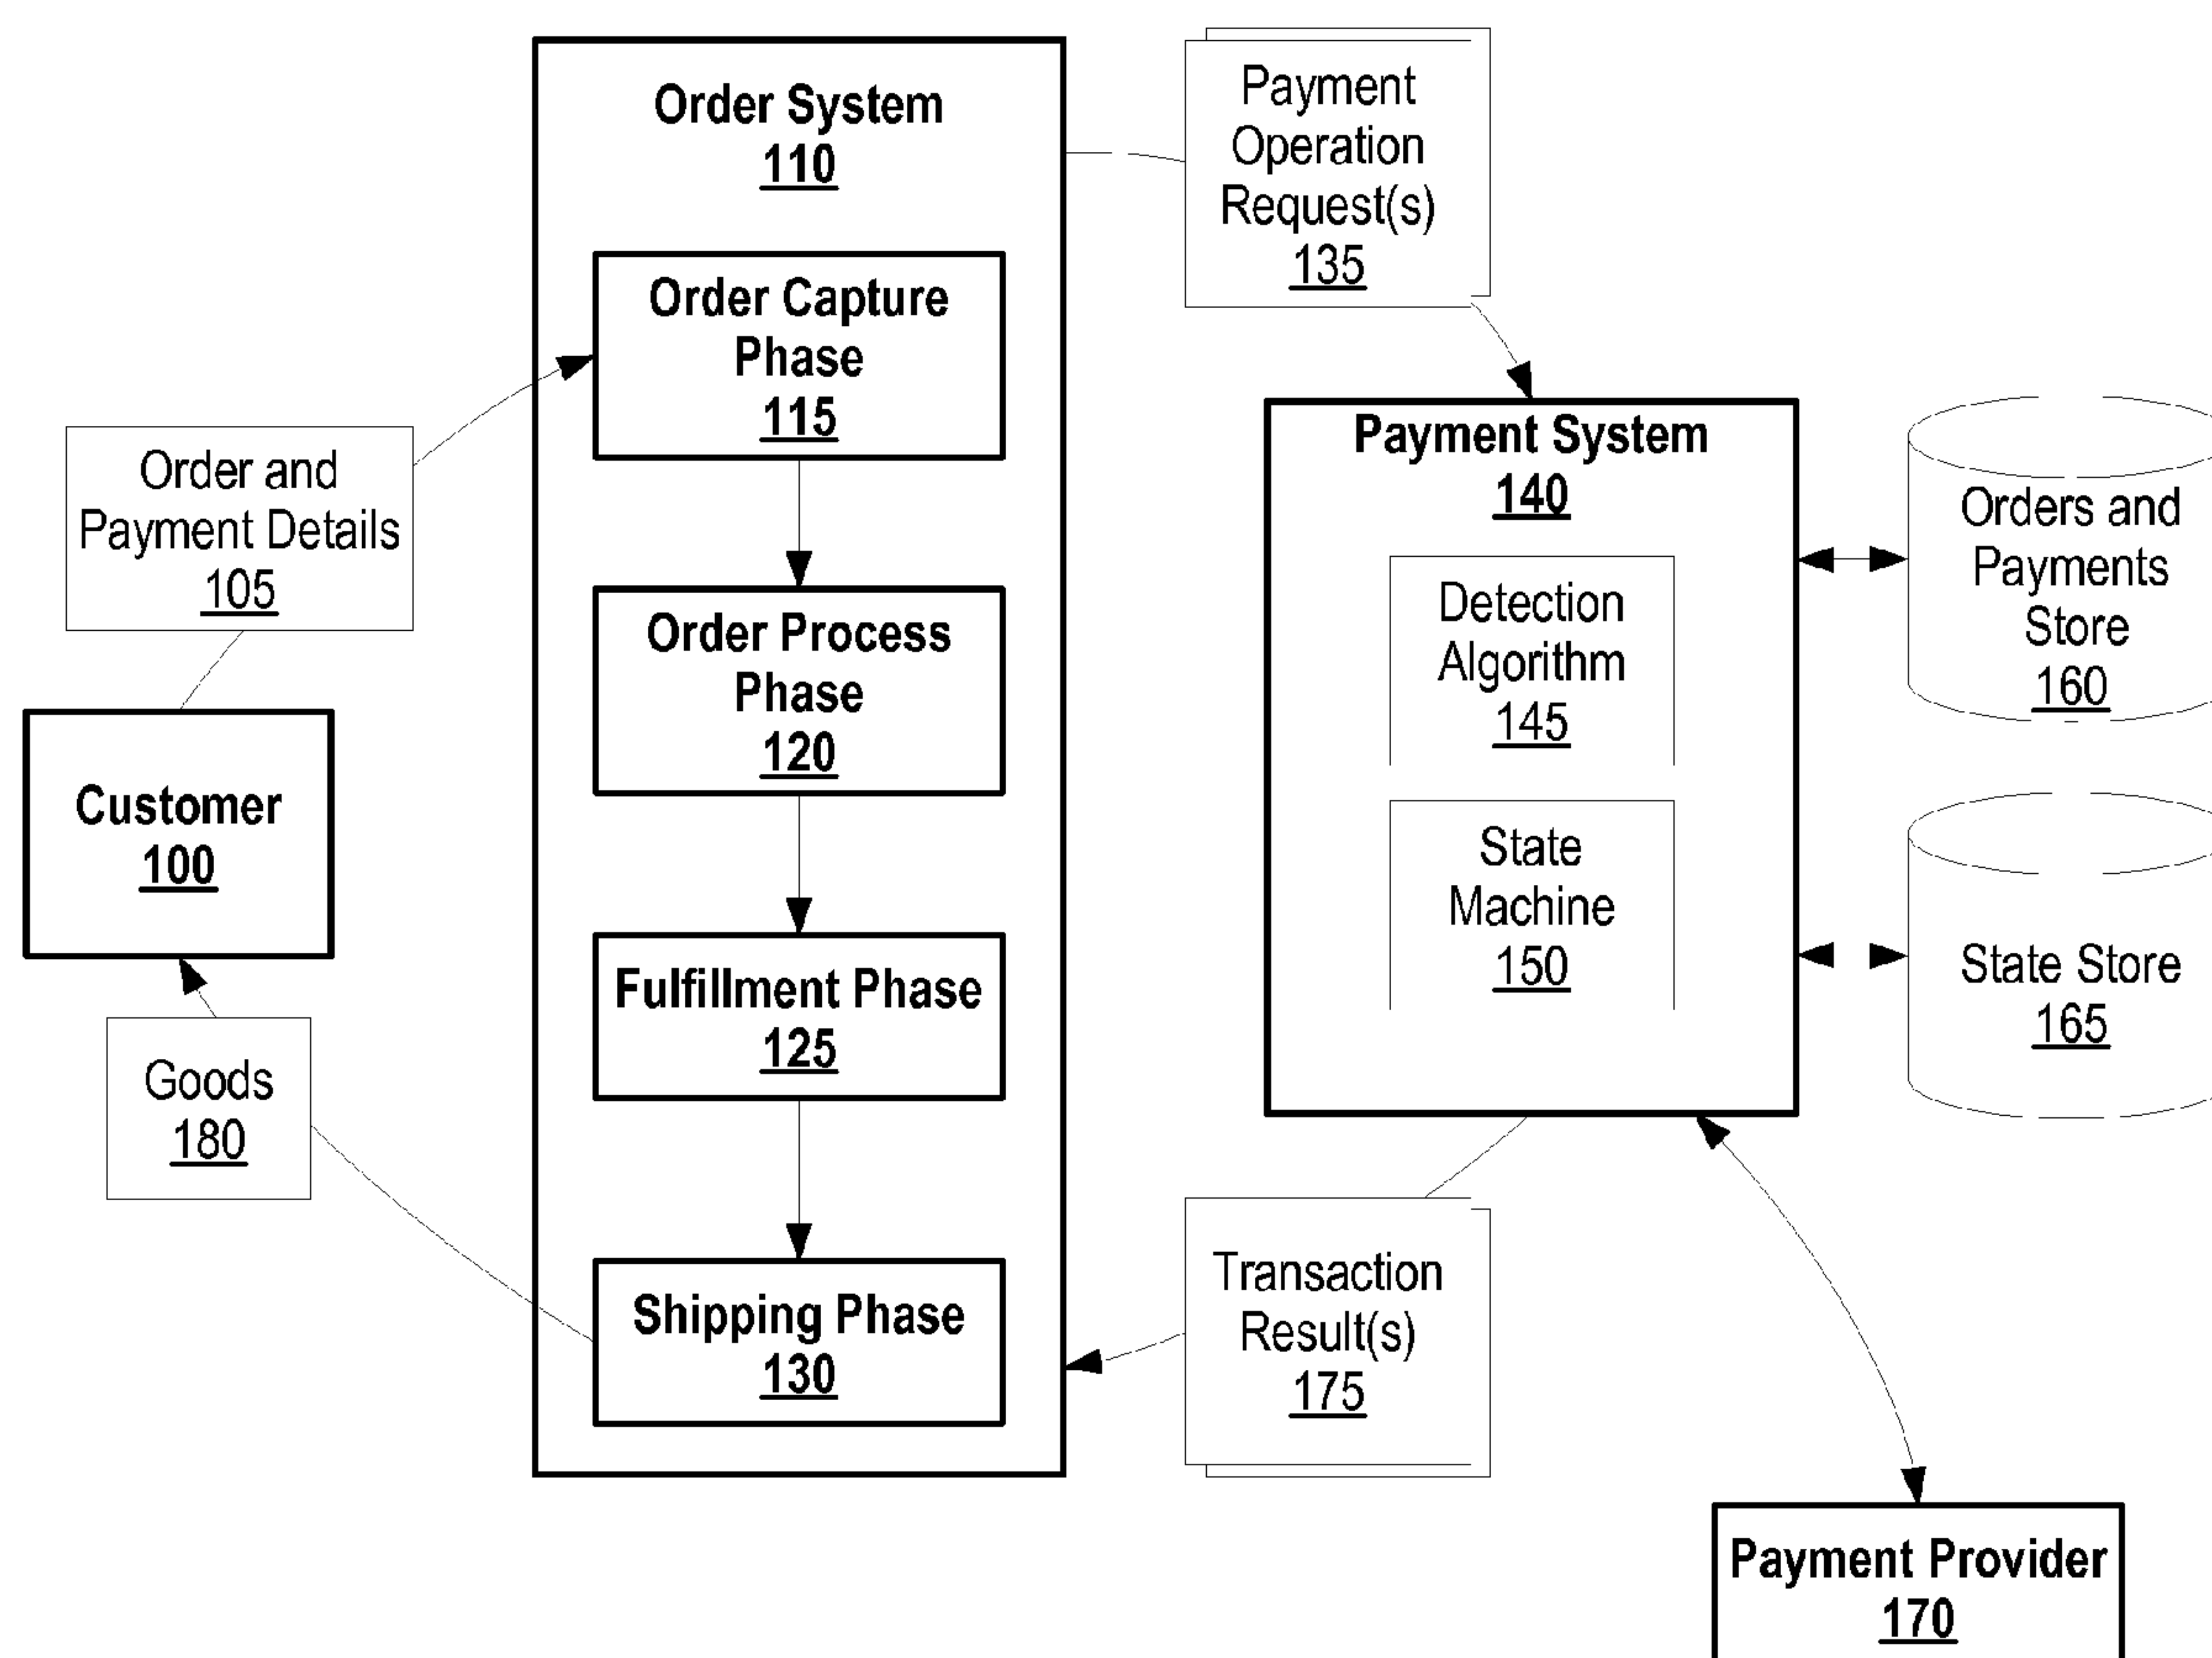 Order System
110
Order Capture
Phase
115
Order Process
Phase
120
Fulfillment Phase
125
Shipping Phase
130
Order and
Payment Details
105
Customer
100
Goods
180
Payment
Operation
Request(s)
135
Payment System
140
Detection
Algorithm
145
State
Machine
150
Orders and
Payments
Store
160
State Store
165
Transaction
Result(s)
175
Payment Provider
170